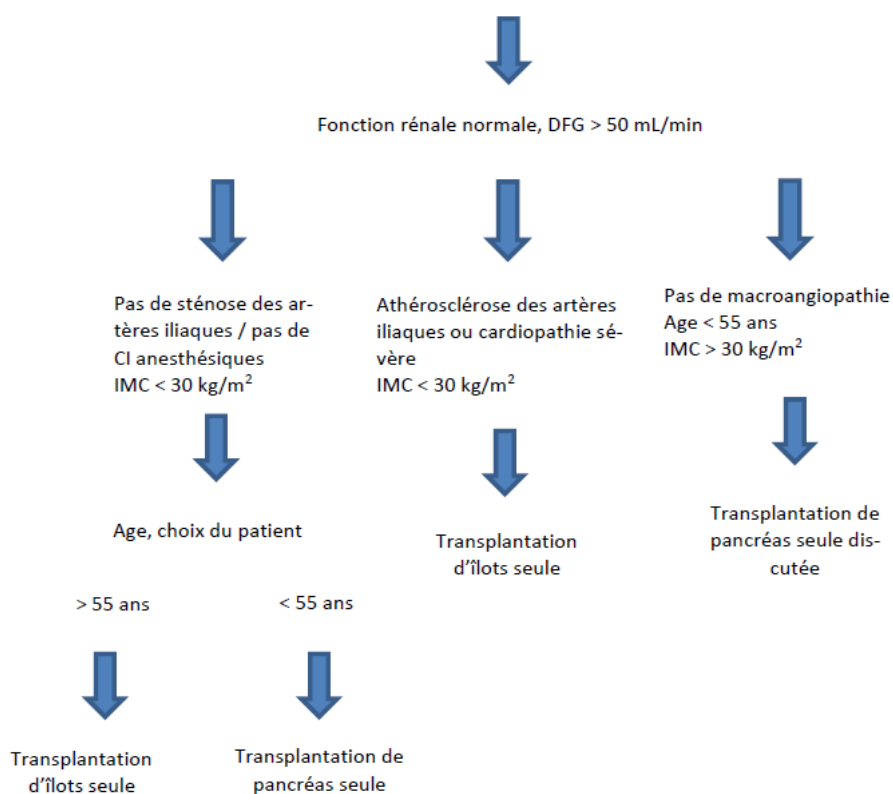 Fonction rénale normale, DFG > 50 mL/min
Pas de sténose des ar-
tères iliaques / pas de
CI anesthésiques
IMC < 30 kg/m²
Athérosclérose des artères
iliaques ou cardiopathie sé-
vère
IMC < 30 kg/m²
Pas de macroangiopathie
Age < 55 ans
IMC > 30 kg/m²
Age, choix du patient
Transplantation
d’îlots seule
Transplantation de
pancréas seule dis-
cutée
> 55 ans
< 55 ans
Transplantation
d’îlots seule
Transplantation de
pancréas seule